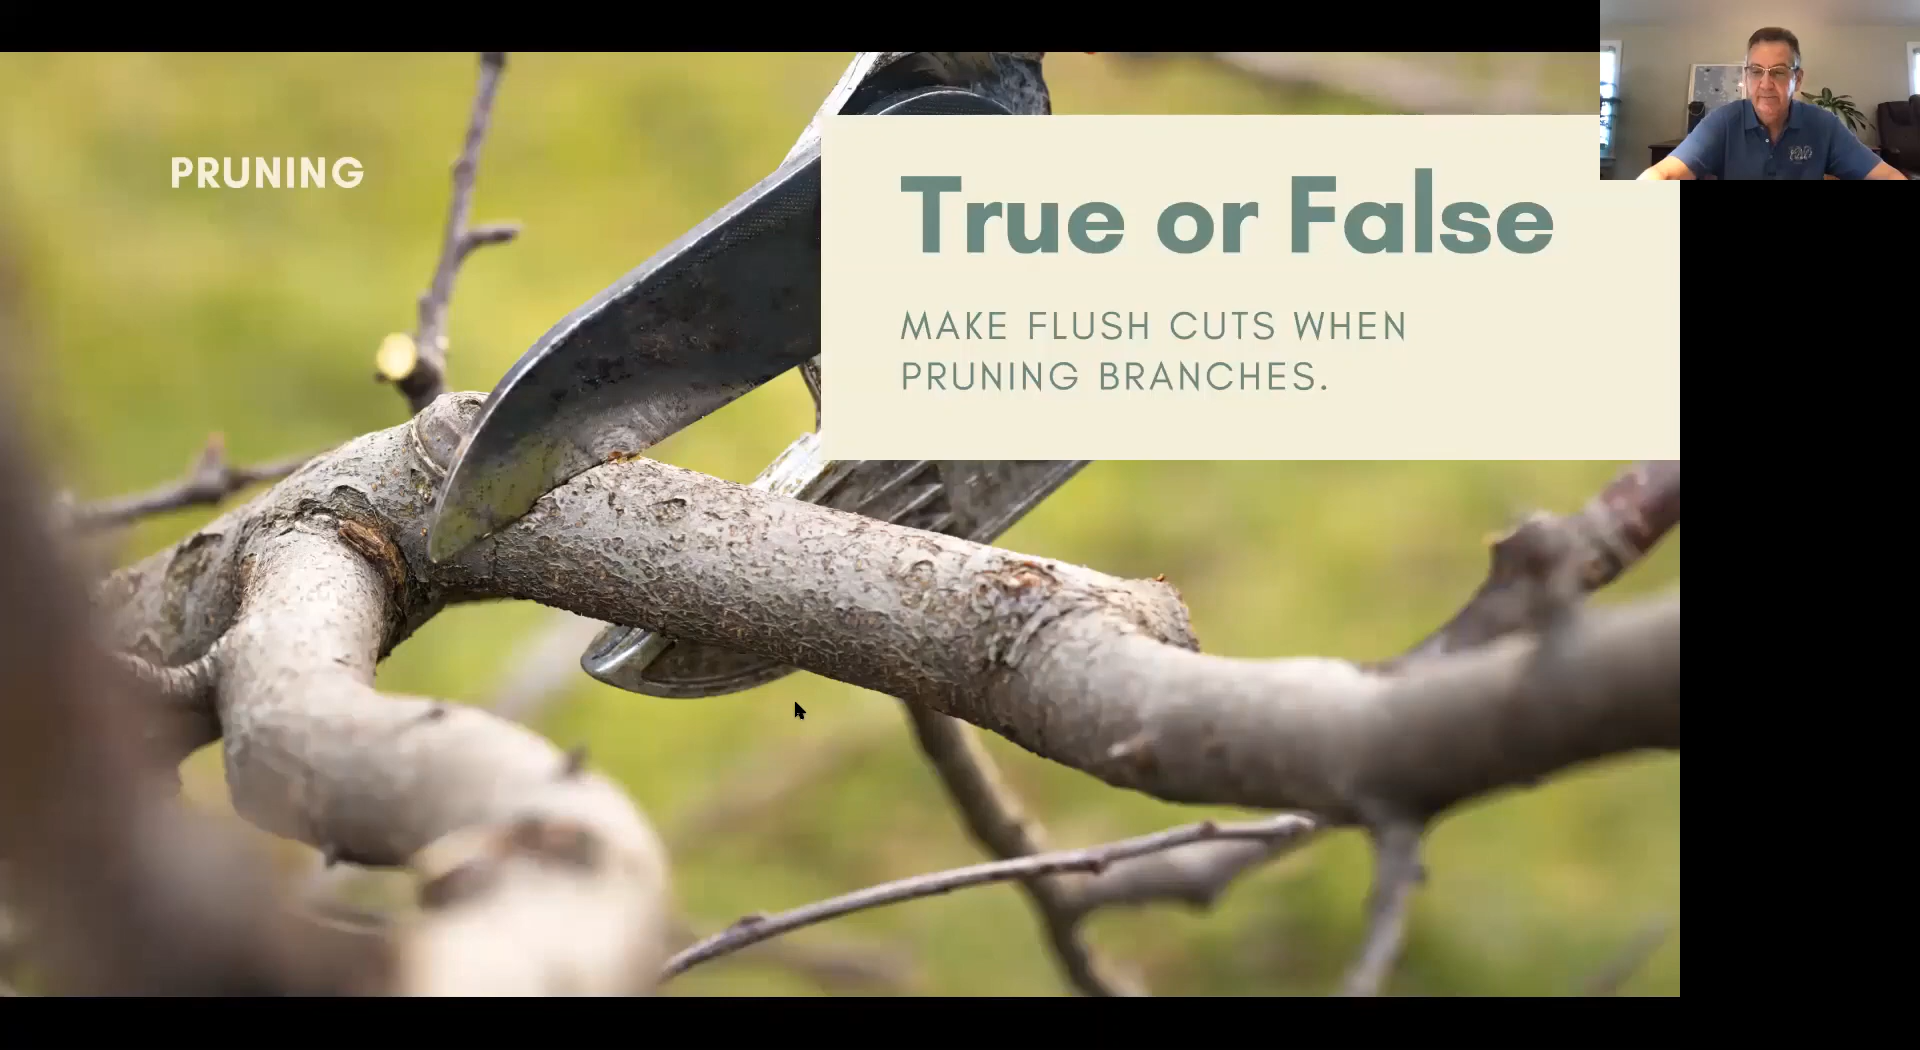 PRUNING
True or False
MAKE FLUSH CUTS WHEN
PRUNING BRANCHES.